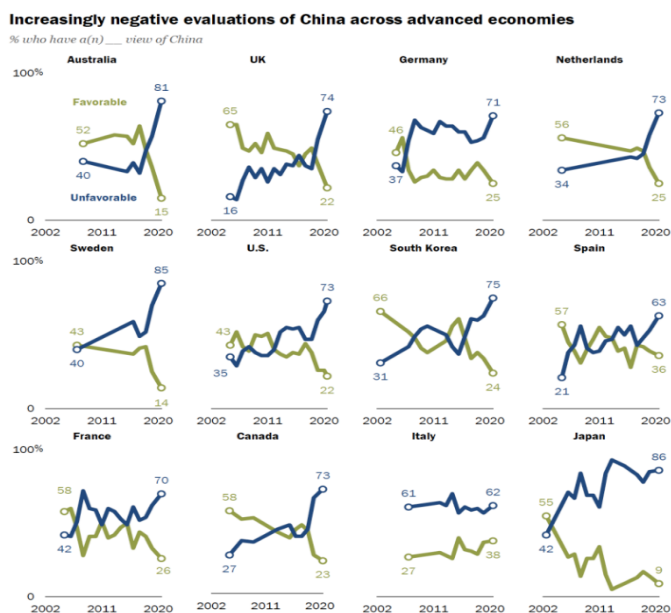 Increasingly negative evaluations of China across advanced economies
% who have a(n) __ view of China
Australia UK Germany Netherlands
100%
Favorable
Unfavorable
52 40 81 15
65 16 74 22
46 37 71 25
56 34 73 25
0
2002 2011 2020 2002 2011 2020 2002 2011 2020 2002 2011 2020
Sweden U.S. South Korea Spain
43 40 85 14
43 35 73 22
66 31 75 24
57 21 63 36
0
2002 2011 2020 2002 2011 2020 2002 2011 2020 2002 2011 2020
France Canada Italy Japan
100%
58 42 70 26
58 27 73 23
61 27 62 38
55 42 86 9
0
2002 2011 2020 2002 2011 2020 2002 2011 2020 2002 2011 2020